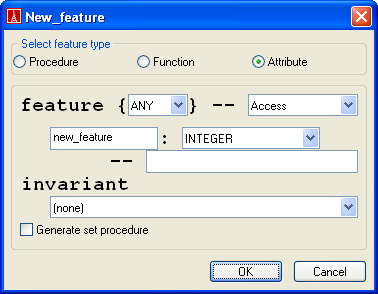 New_feature
Select feature type
Procedure Function Attribute
feature { ANY } -- Access
new_feature : INTEGER
--
invariant
(none)
Generate set procedure
OK Cancel